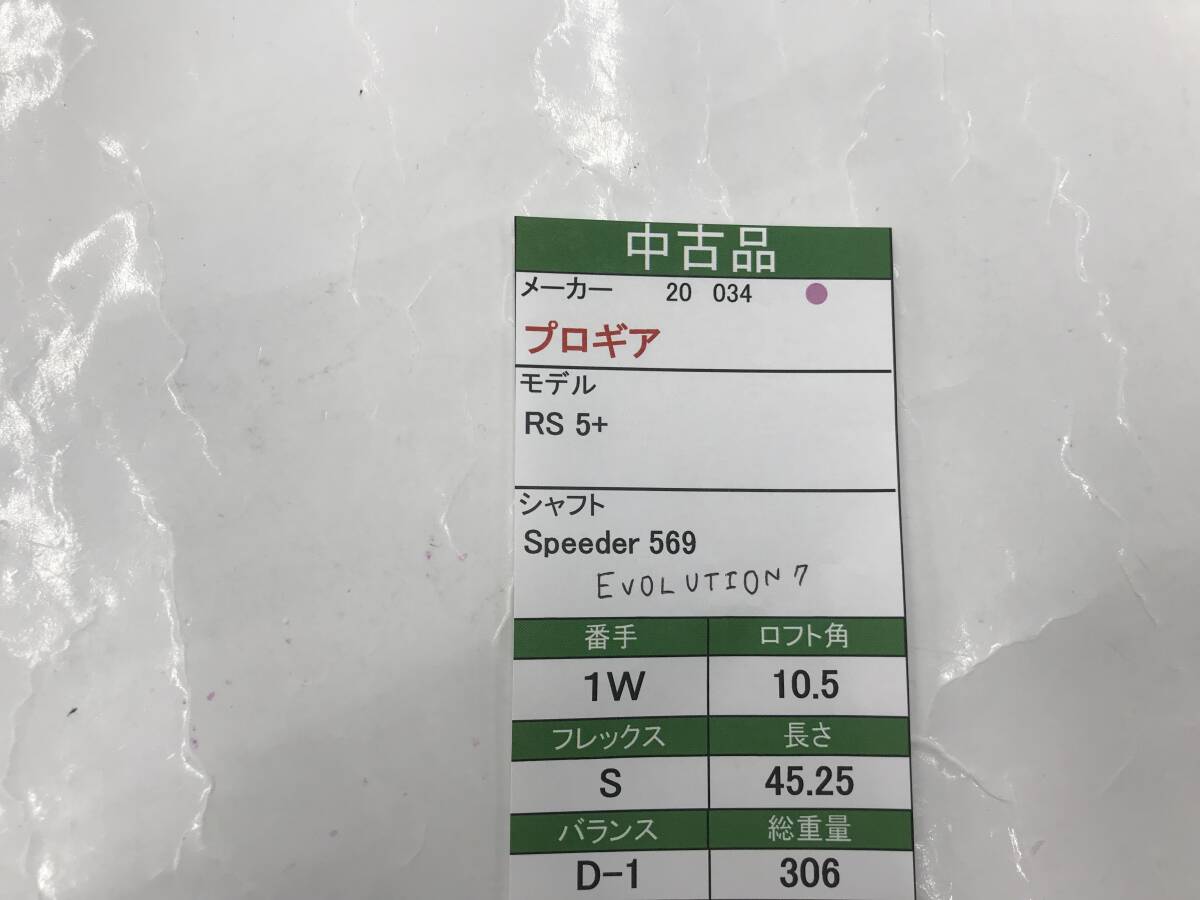 中古品
メーカー 20 034
プロギア
モデル
RS 5+
シャフト
Speeder 569
EVOLUTION 7
番手 ロフト角
1W 10.5
フレックス 長さ
S 45.25
バランス 総重量
D-1 306